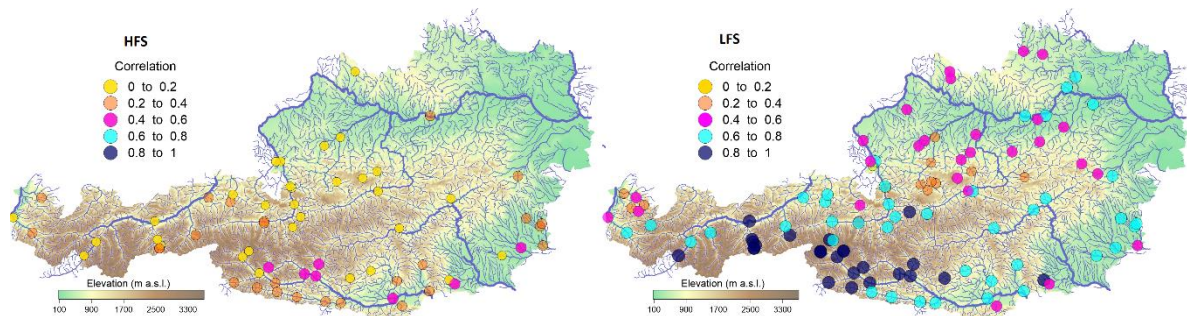 HFS
Correlation
0 to 0.2
0.2 to 0.4
0.4 to 0.6
0.6 to 0.8
0.8 to 1
Elevation (m a.s.l.)
100 900 1700 2500 3300
LFS
Correlation
0 to 0.2
0.2 to 0.4
0.4 to 0.6
0.6 to 0.8
0.8 to 1
Elevation (m a.s.l.)
100 900 1700 2500 3300